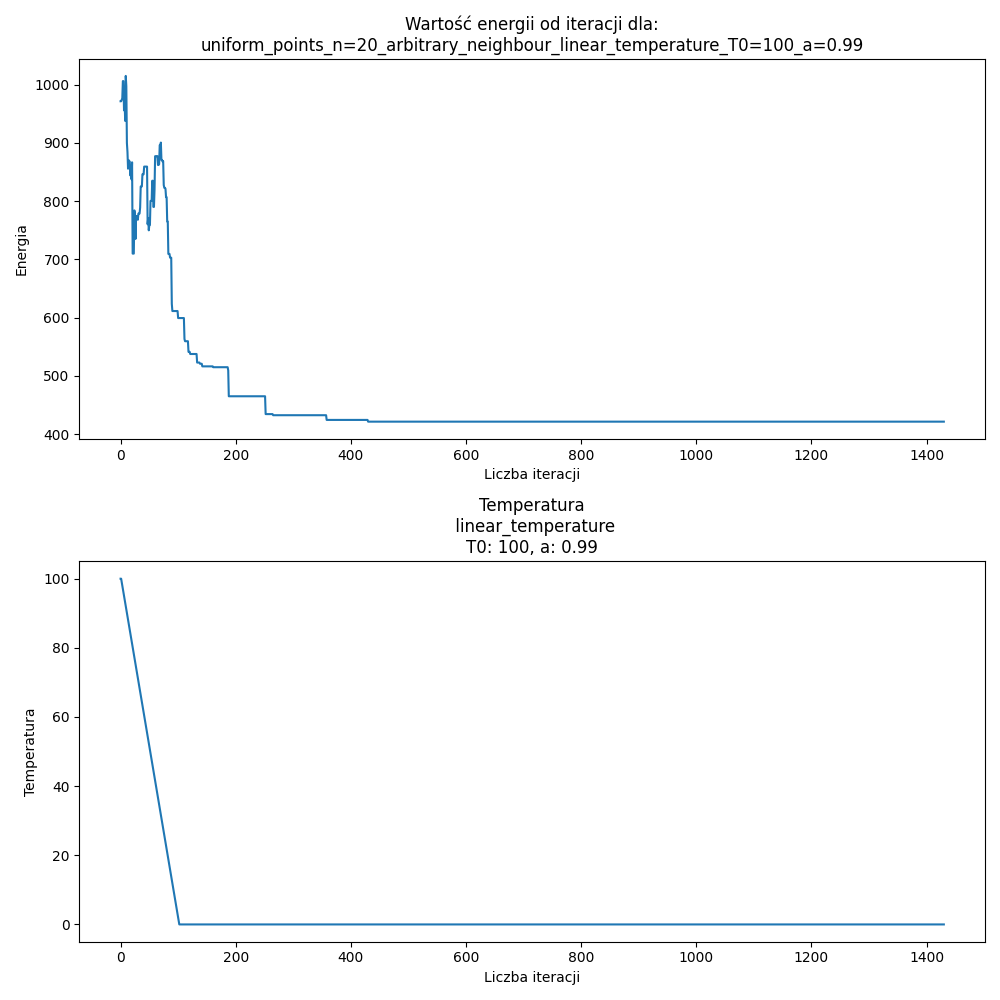 Wartość energii od iteracji dla:
uniform_points_n=20_arbitrary_neighbour_linear_temperature_T0=100_a=0.99
1000
900
800
700
600
500
400
Energia
0 200 400 600 800 1000 1200 1400
Liczba iteracji
Temperatura
linear_temperature
T0: 100, a: 0.99
100
80
60
40
20
0
Temperatura
0 200 400 600 800 1000 1200 1400
Liczba iteracji